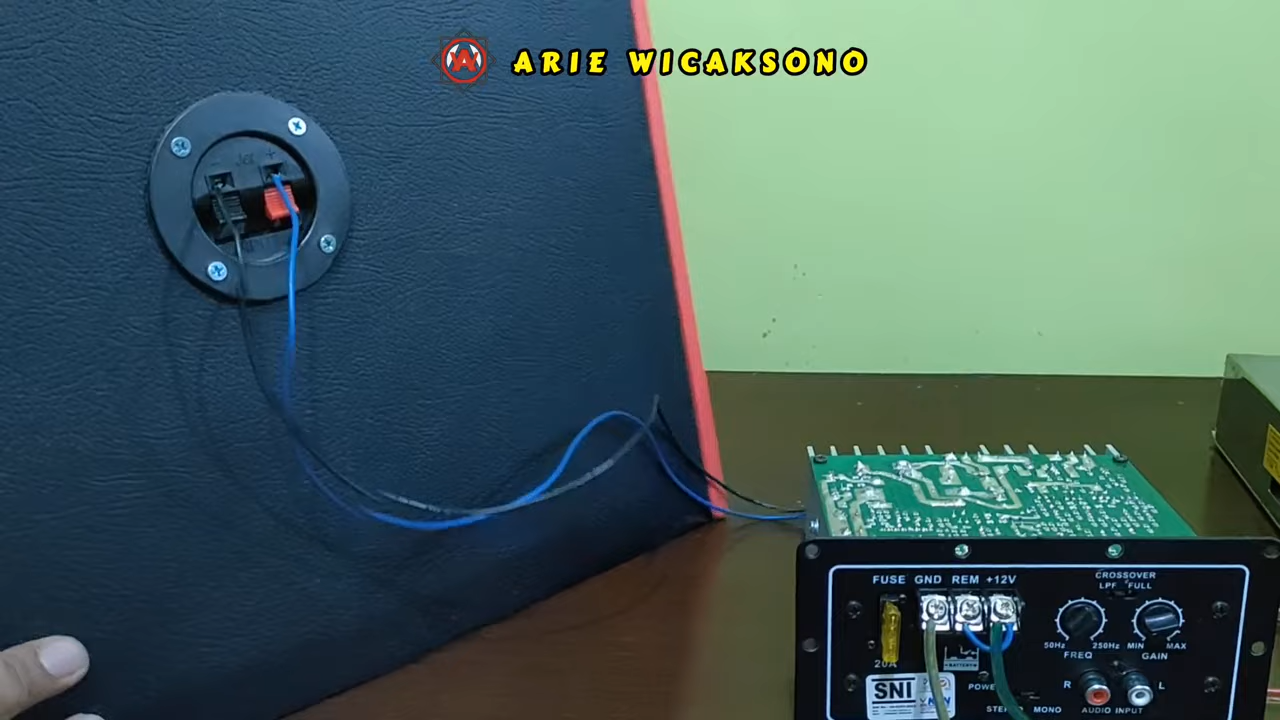 ARIE WICAKSONO
FUSE GND REM +12V
CROSSOVER
LPF FULL
50Hz 250Hz MIN MAX
FREQ GAIN
20A
BATTERY
SNI
POWER
R L
MONO
AUDIO INPUT